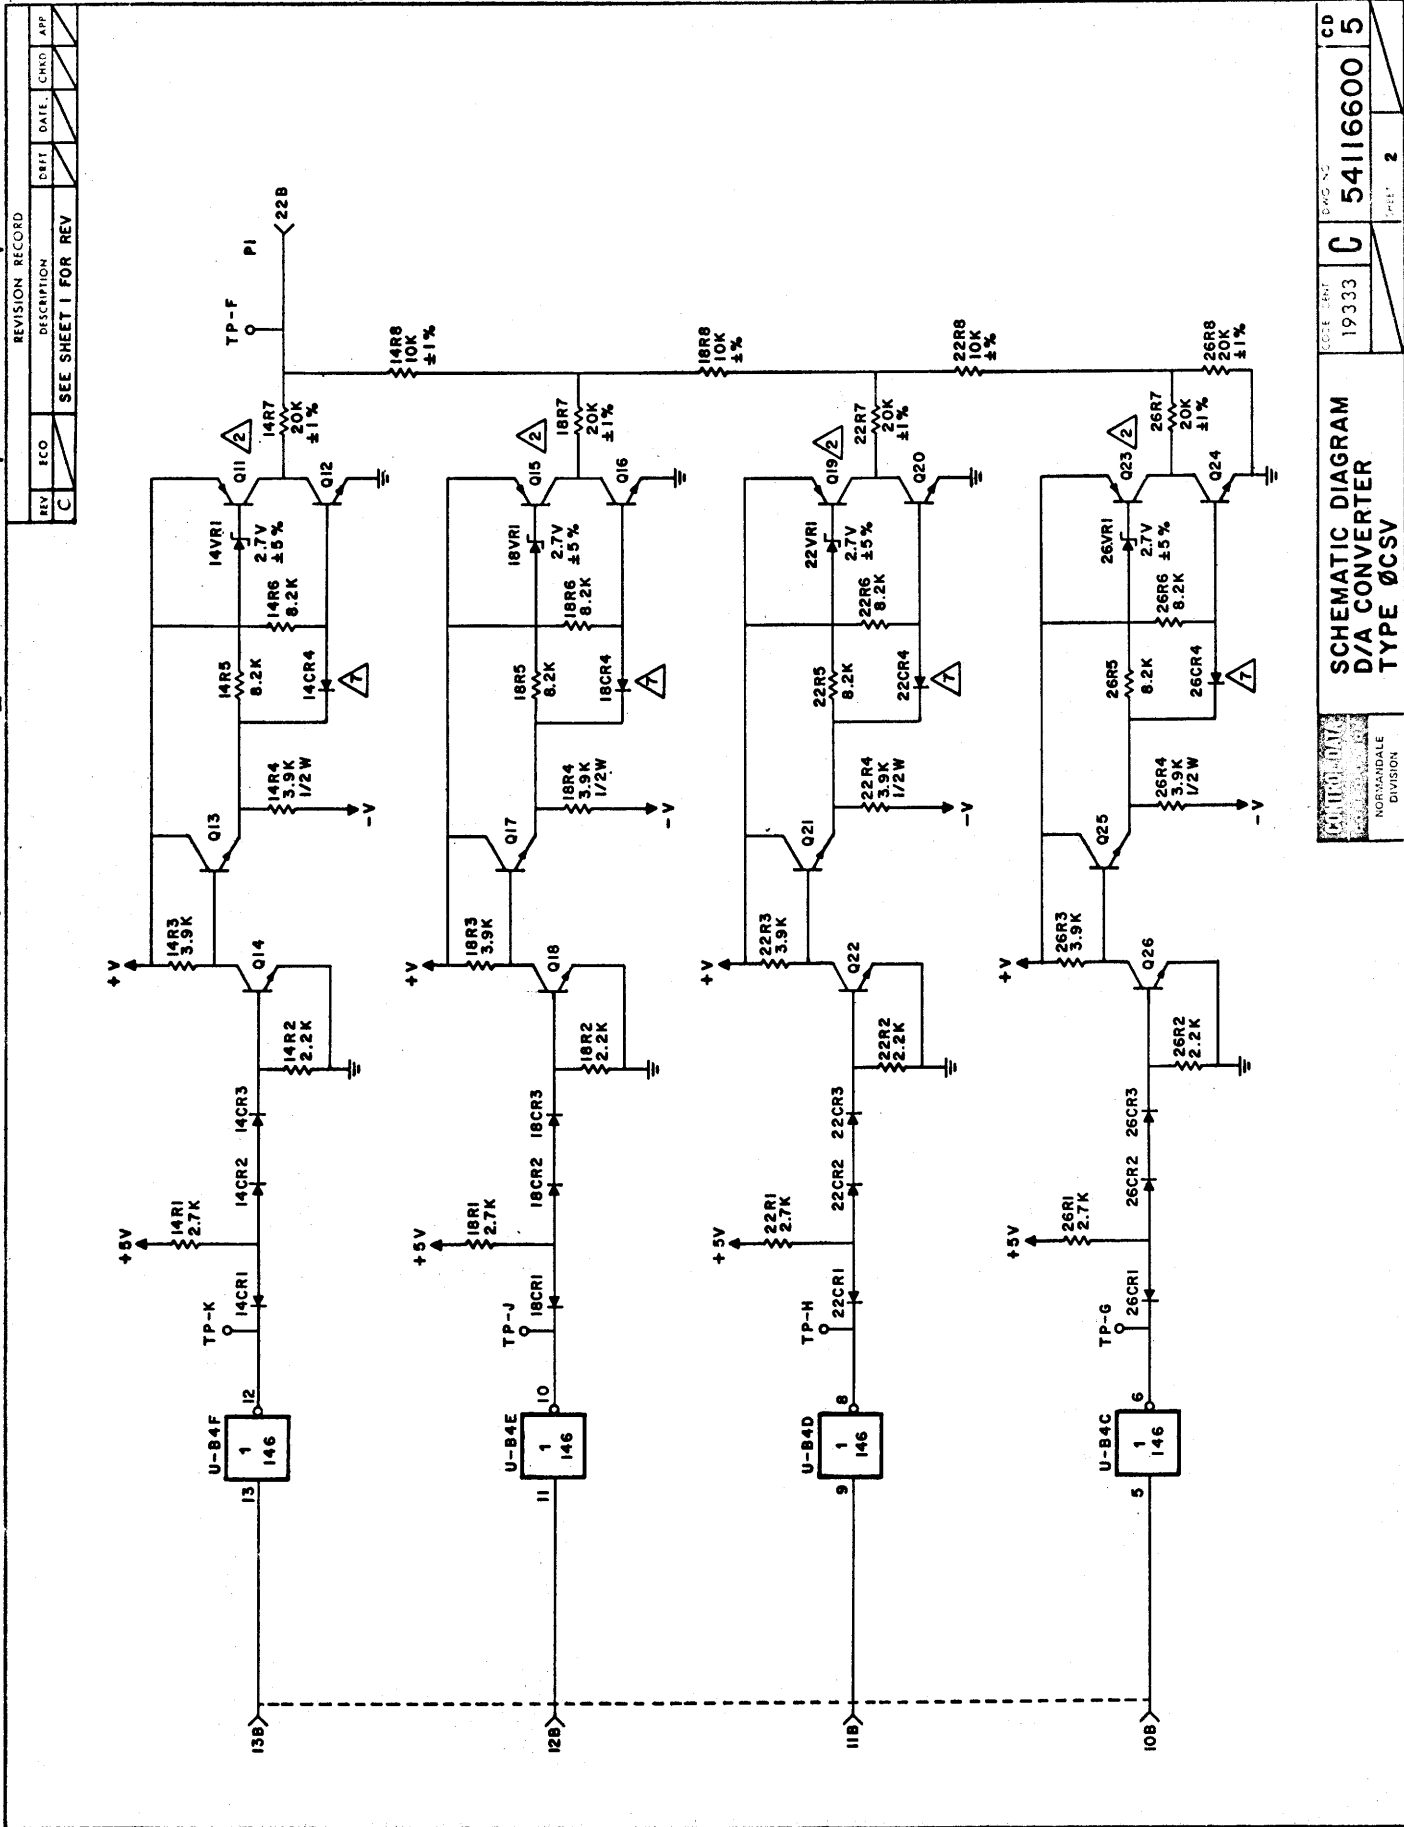 REVISION RECORD
REV ECO DESCRIPTION DRFT DATE CHKD APP
C SEE SHEET 1 FOR REV
+V
+5V
14R1
2.7K
TP-K
14CR1
14CR2
14CR3
14R2
2.2K
14R3
3.9K
Q14
Q13
14R4
3.9K
1/2W
-V
14R5
8.2K
14CR4
7
14R6
8.2K
14VR1
2.7V
±5%
Q11
2
Q12
14R7
20K
±1%
TP-F
P1
22B
14R8
10K
±1%
13B
13
U-B4F
1
146
12
+V
+5V
18R1
2.7K
TP-J
18CR1
18CR2
18CR3
18R2
2.2K
18R3
3.9K
Q18
Q17
18R4
3.9K
1/2W
-V
18R5
8.2K
18CR4
7
18R6
8.2K
18VR1
2.7V
±5%
Q15
2
Q16
18R7
20K
±1%
18R8
10K
±%
12B
11
U-B4E
1
146
10
+V
+5V
22R1
2.7K
TP-H
22CR1
22CR2
22CR3
22R2
2.2K
22R3
3.9K
Q22
Q21
22R4
3.9K
1/2W
-V
22R5
8.2K
22CR4
7
22R6
8.2K
22VR1
2.7V
±5%
Q19
2
Q20
22R7
20K
±1%
22R8
10K
±%
11B
9
U-B4D
1
146
8
+V
+5V
26R1
2.7K
TP-G
26CR1
26CR2
26CR3
26R2
2.2K
26R3
3.9K
Q26
Q25
26R4
3.9K
1/2W
-V
26R5
8.2K
26CR4
7
26R6
8.2K
26VR1
2.7V
±5%
Q23
2
Q24
26R7
20K
±1%
26R8
20K
±1%
10B
5
U-B4C
1
146
6
CONTROL DATA
NORMANDALE
DIVISION
SCHEMATIC DIAGRAM
D/A CONVERTER
TYPE ØCSV
CODE IDENT
19333
C
DWG NO
54116600
CD
5
SHEET 2